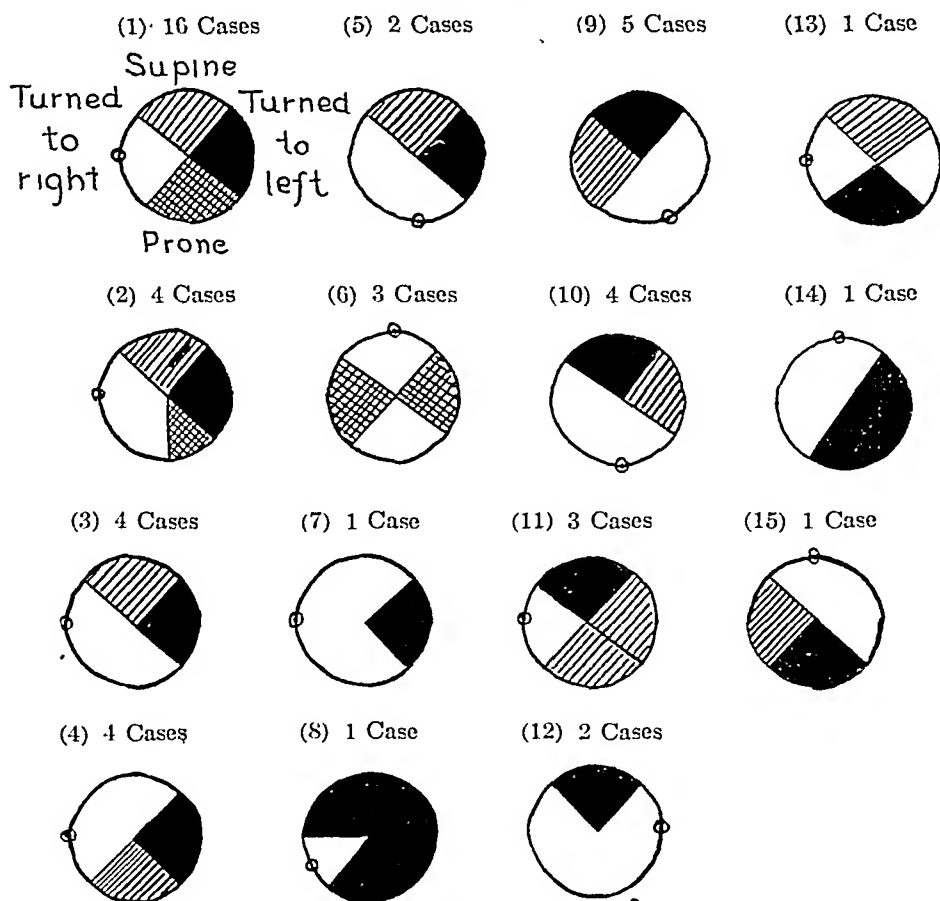 (1) 16 Cases
(5) 2 Cases
(9) 5 Cases
(13) 1 Case
Supine
Turned to right
Turned to left
Prone
(2) 4 Cases
(6) 3 Cases
(10) 4 Cases
(14) 1 Case
(3) 4 Cases
(7) 1 Case
(11) 3 Cases
(15) 1 Case
(4) 4 Cases
(8) 1 Case
(12) 2 Cases